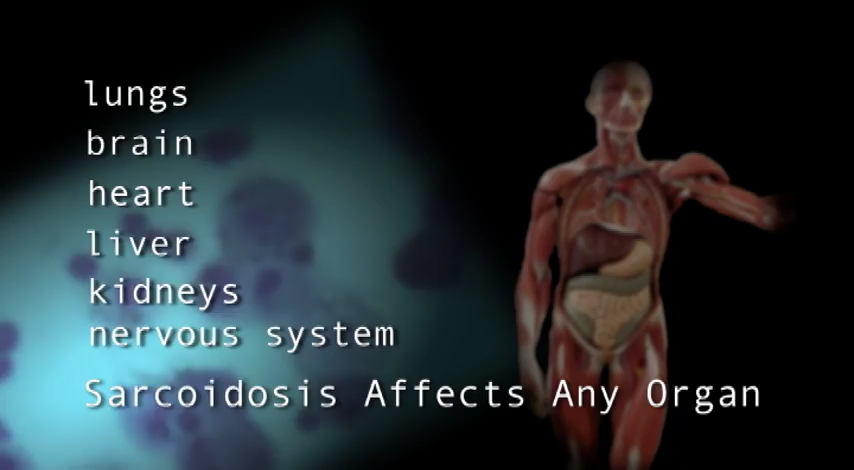 lungs
brain
heart
liver
kidneys
nervous system
Sarcoidosis Affects Any Organ